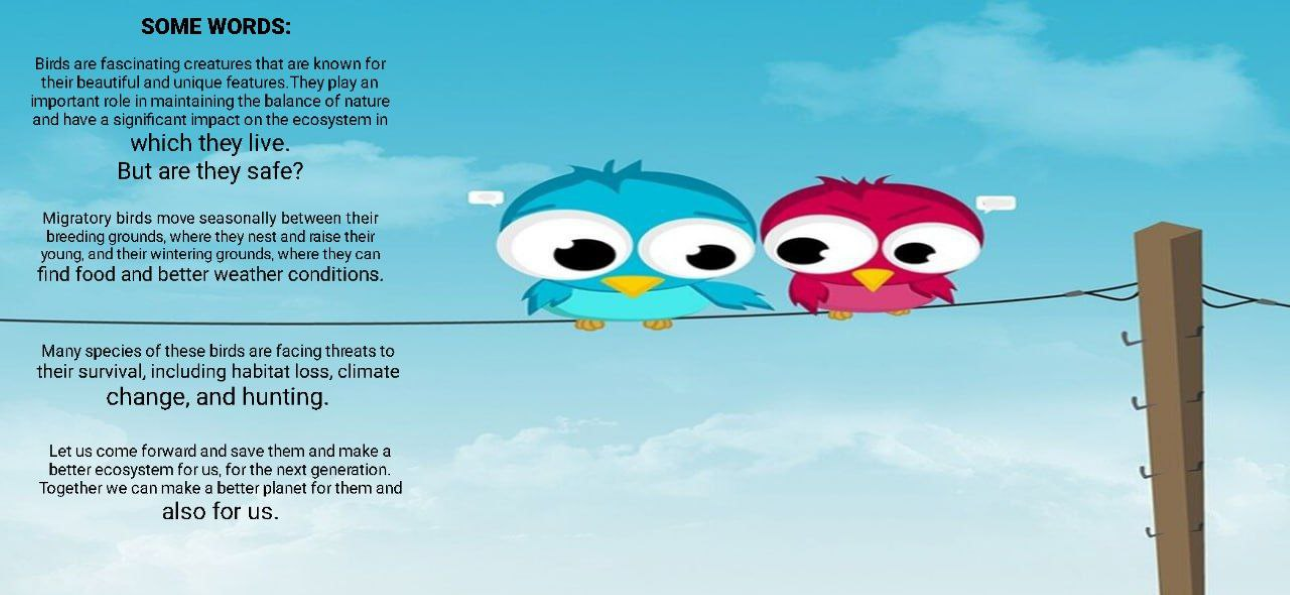 SOME WORDS:
Birds are fascinating creatures that are known for
their beautiful and unique features. They play an
important role in maintaining the balance of nature
and have a significant impact on the ecosystem in
which they live.
But are they safe?
Migratory birds move seasonally between their
breeding grounds, where they nest and raise their
young, and their wintering grounds, where they can
find food and better weather conditions.
Many species of these birds are facing threats to
their survival, including habitat loss, climate
change, and hunting.
Let us come forward and save them and make a
better ecosystem for us, for the next generation.
Together we can make a better planet for them and
also for us.